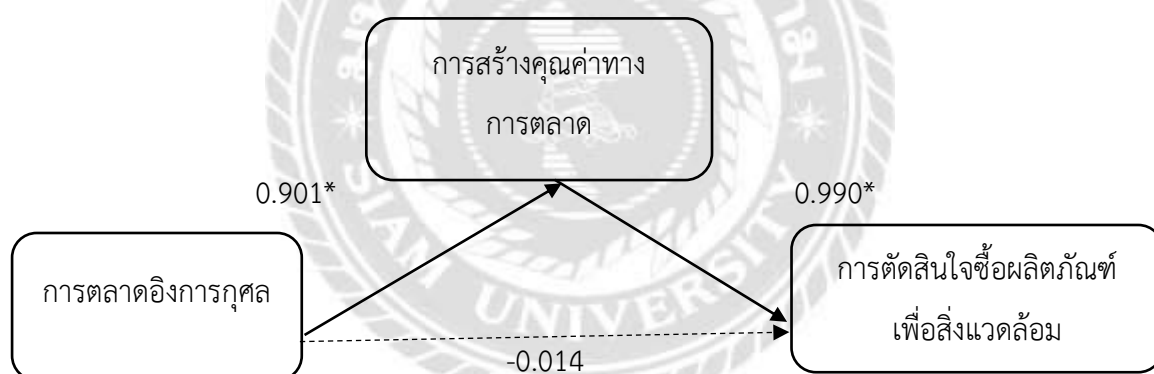 การสร้างคุณค่าทาง
การตลาด
0.901*
0.990*
การตลาดอิงการกุศล
การตัดสินใจซื้อผลิตภัณฑ์
เพื่อสิ่งแวดล้อม
-0.014
SIAM UNIVERSITY